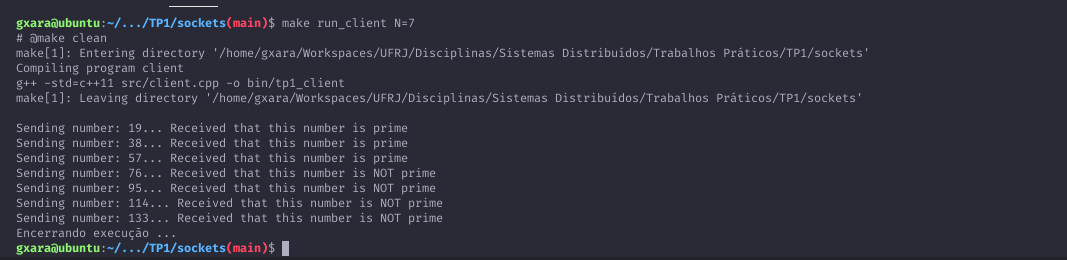 gxara@ubuntu:~/.../TP1/sockets(main)$ make run_client N=7
# @make clean
make[1]: Entering directory '/home/gxara/Workspaces/UFRJ/Disciplinas/Sistemas Distribuídos/Trabalhos Práticos/TP1/sockets'
Compiling program client
g++ -std=c++11 src/client.cpp -o bin/tp1_client
make[1]: Leaving directory '/home/gxara/Workspaces/UFRJ/Disciplinas/Sistemas Distribuídos/Trabalhos Práticos/TP1/sockets'
Sending number: 19... Received that this number is prime
Sending number: 38... Received that this number is prime
Sending number: 57... Received that this number is prime
Sending number: 76... Received that this number is NOT prime
Sending number: 95... Received that this number is NOT prime
Sending number: 114... Received that this number is NOT prime
Sending number: 133... Received that this number is NOT prime
Encerrando execução ...
gxara@ubuntu:~/.../TP1/sockets(main)$